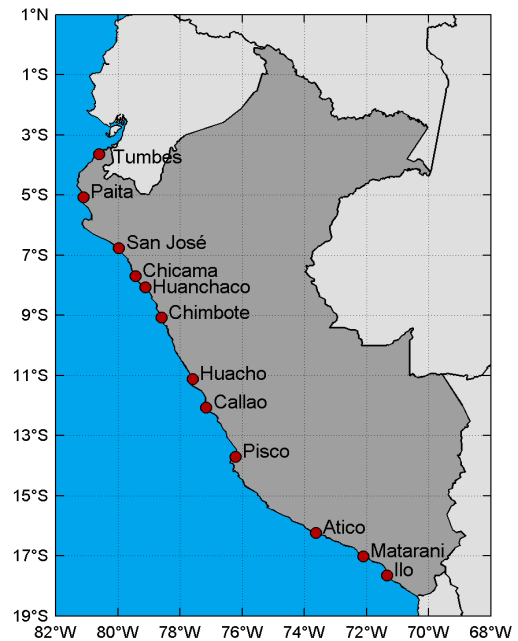 1°N
1°S
3°S
Tumbes
5°S
Paita
7°S
San José
Chicama
Huanchaco
9°S
Chimbote
11°S
Huacho
Callao
13°S
Pisco
15°S
Atico
17°S
Matarani
Ilo
19°S
82°W 80°W 78°W 76°W 74°W 72°W 70°W 68°W